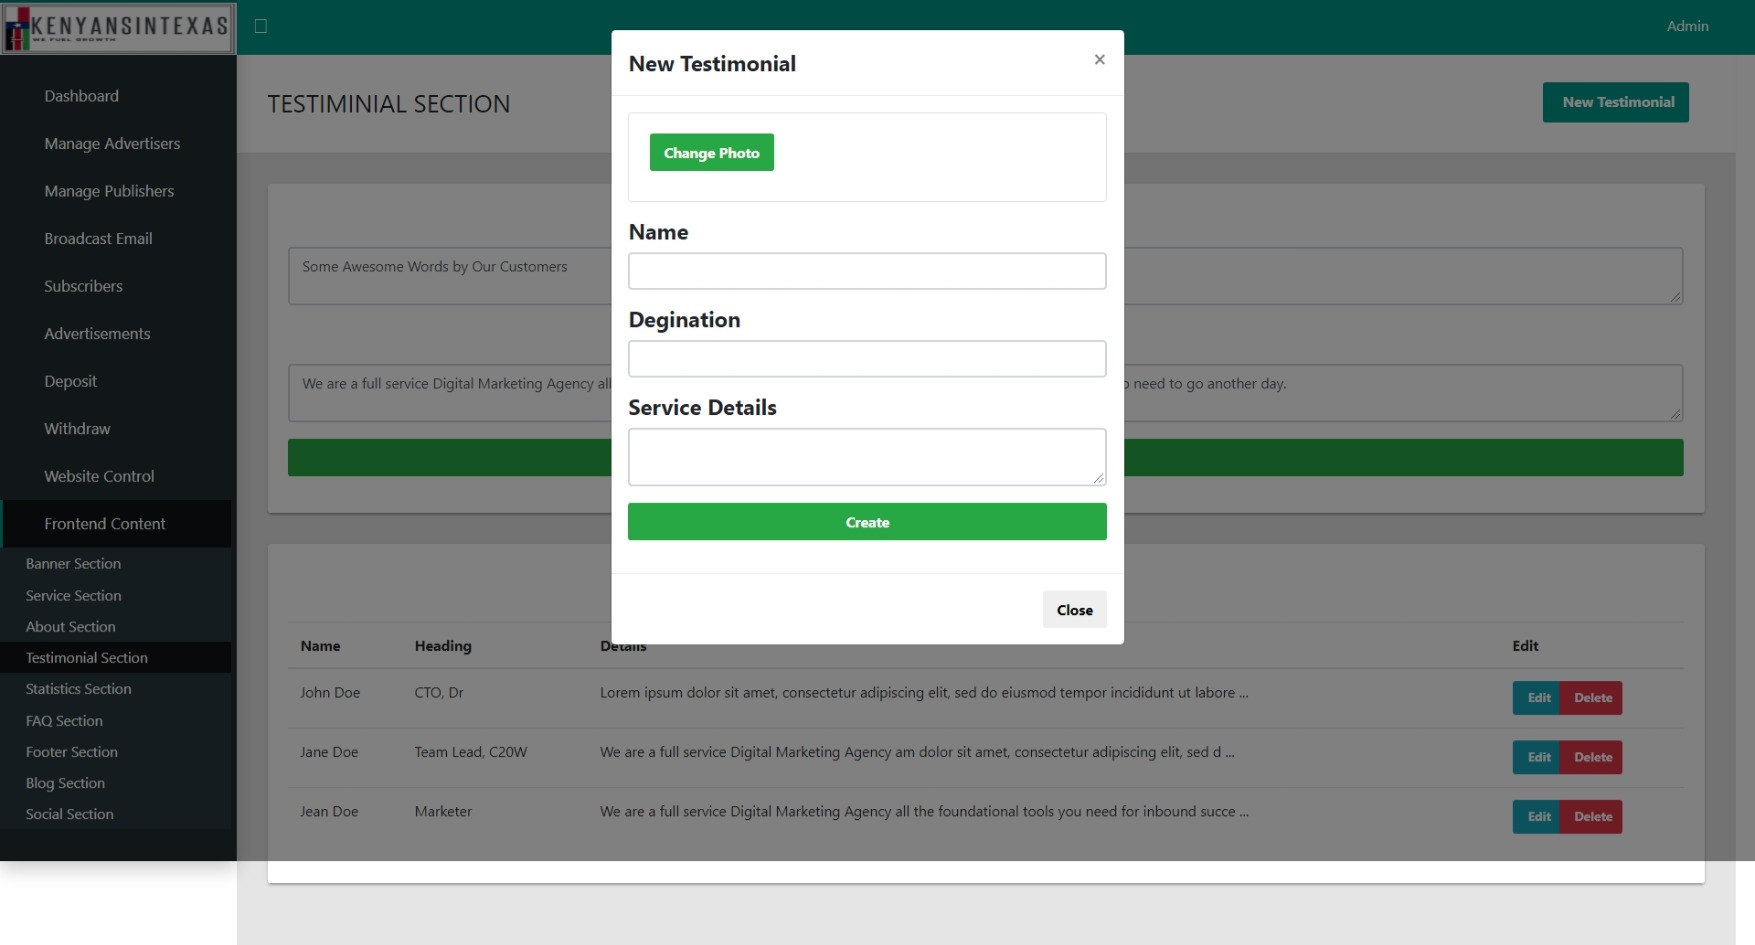 KENYANSINTEXAS
WE FUEL GROWTH
Admin
Dashboard
Manage Advertisers
Manage Publishers
Broadcast Email
Subscribers
Advertisements
Deposit
Withdraw
Website Control
Frontend Content
Banner Section
Service Section
About Section
Testimonial Section
Statistics Section
FAQ Section
Footer Section
Blog Section
Social Section
TESTIMINIAL SECTION
New Testimonial
Some Awesome Words by Our Customers
We are a full service Digital Marketing Agency all
need to go another day.
New Testimonial
×
Change Photo
Name
Degination
Service Details
Create
Close
Name Heading Details Edit
John Doe CTO, Dr Lorem ipsum dolor sit amet, consectetur adipiscing elit, sed do eiusmod tempor incididunt ut labore ... Edit Delete
Jane Doe Team Lead, C20W We are a full service Digital Marketing Agency am dolor sit amet, consectetur adipiscing elit, sed d ... Edit Delete
Jean Doe Marketer We are a full service Digital Marketing Agency all the foundational tools you need for inbound succe ... Edit Delete